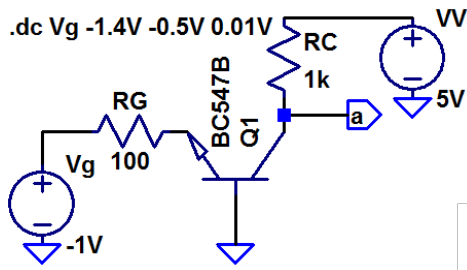 .dc Vg -1.4V -0.5V 0.01V
VV
RC
1k
5V
BC547B
Q1
a
RG
100
Vg
-1V